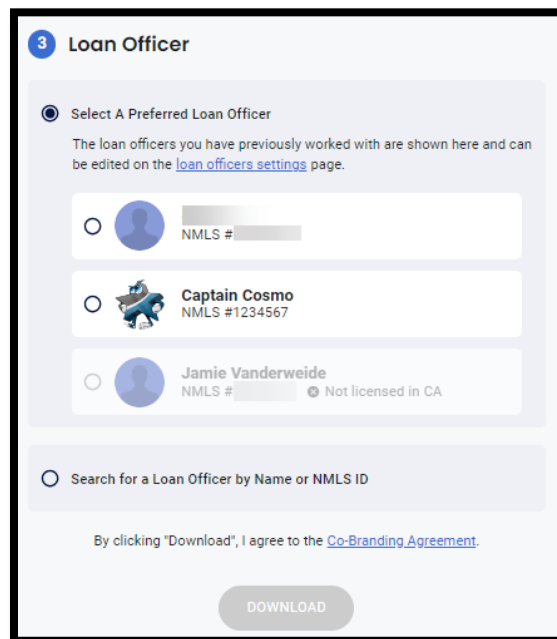 3 Loan Officer
Select A Preferred Loan Officer
The loan officers you have previously worked with are shown here and can
be edited on the loan officers settings page.
NMLS #
Captain Cosmo
NMLS #1234567
Jamie Vanderweide
NMLS # Not licensed in CA
Search for a Loan Officer by Name or NMLS ID
By clicking "Download", I agree to the Co-Branding Agreement.
DOWNLOAD